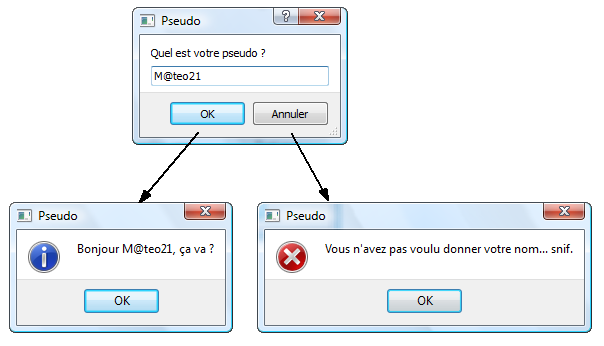 Pseudo
Quel est votre pseudo ?
M@teo21
OK Annuler
Pseudo
Bonjour M@teo21, ça va ?
OK
Pseudo
Vous n'avez pas voulu donner votre nom... snif.
OK